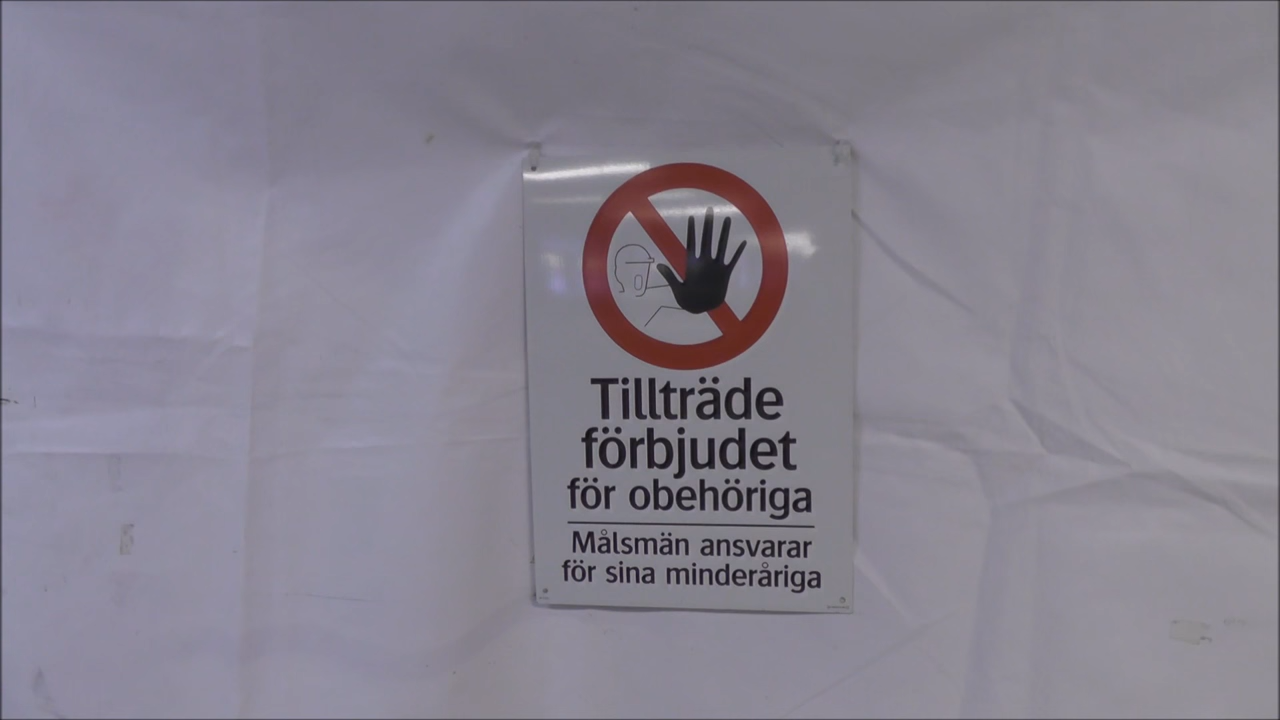 Tillträde
förbjudet
för obehöriga
Målsmän ansvarar
för sina minderåriga